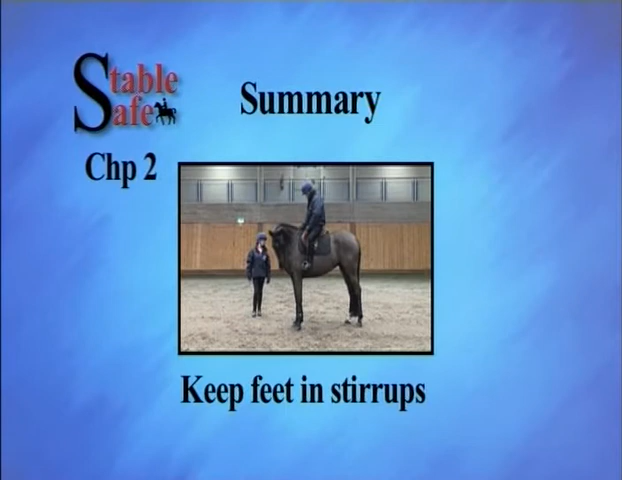 Stable
Safe
Summary
Chp 2
Keep feet in stirrups